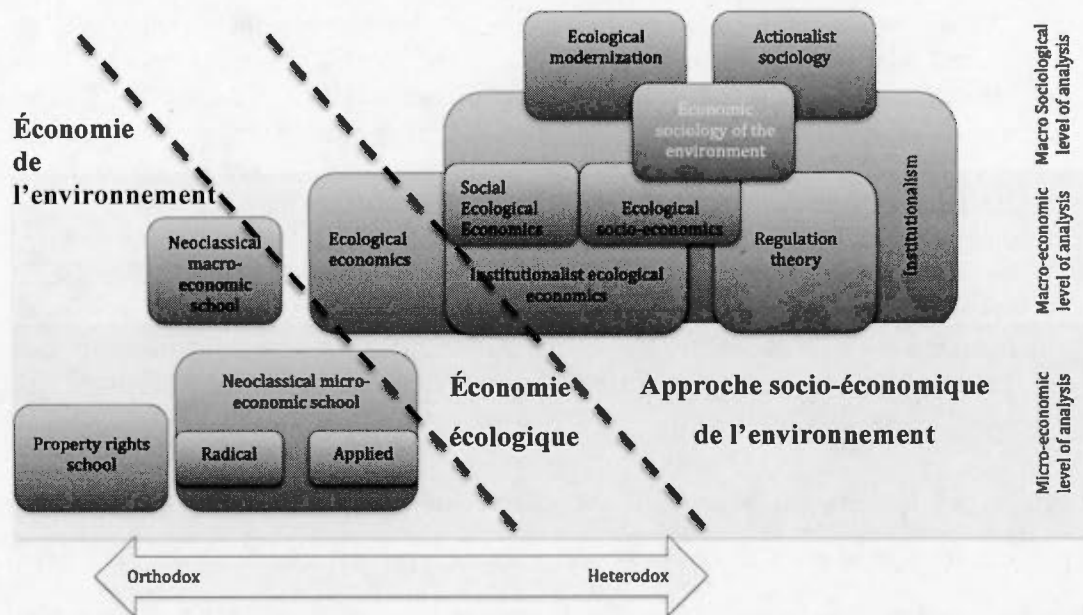 Ecological
modernization
Actionalist
sociology
Macro Sociological
level of analysis
Economic
sociology of the
environment
Économie
de
l'environnement
Institutionalism
Social
Ecological
Economics
Ecological
socio-economics
Neoclassical
macro-
economic
school
Ecological
economics
Regulation
theory
Institutionalist ecological
economics
Macro-economic
level of analysis
Neoclassical micro-
economic school
Économie
écologique
Approche socio-économique
de l'environnement
Property rights
school
Radical
Applied
Micro-economic
level of analysis
Orthodox
Heterodox